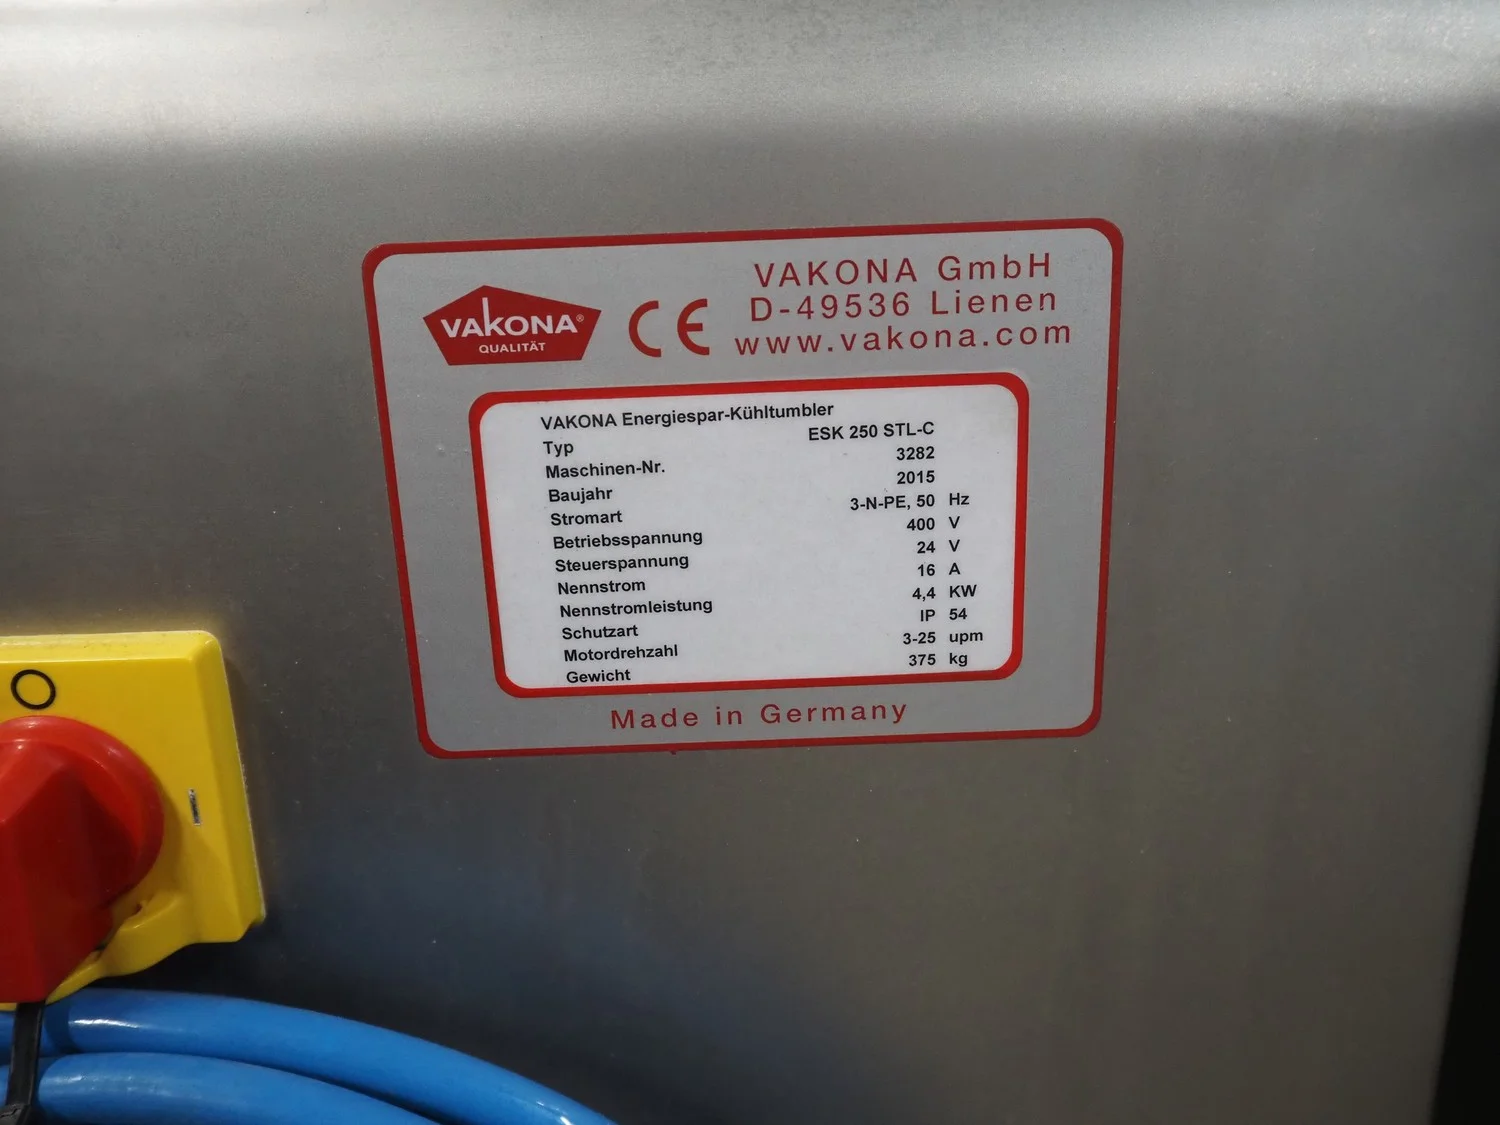 VAKONA®
QUALITÄT
CE
VAKONA GmbH
D-49536 Lienen
www.vakona.com
VAKONA Energiespar-Kühltumbler
Typ ESK 250 STL-C
Maschinen-Nr. 3282
Baujahr 2015
Stromart 3-N-PE, 50 Hz
Betriebsspannung 400 V
Steuerspannung 24 V
Nennstrom 16 A
Nennstromleistung 4,4 KW
Schutzart IP 54
Motordrehzahl 3-25 upm
Gewicht 375 kg
Made in Germany
O
I